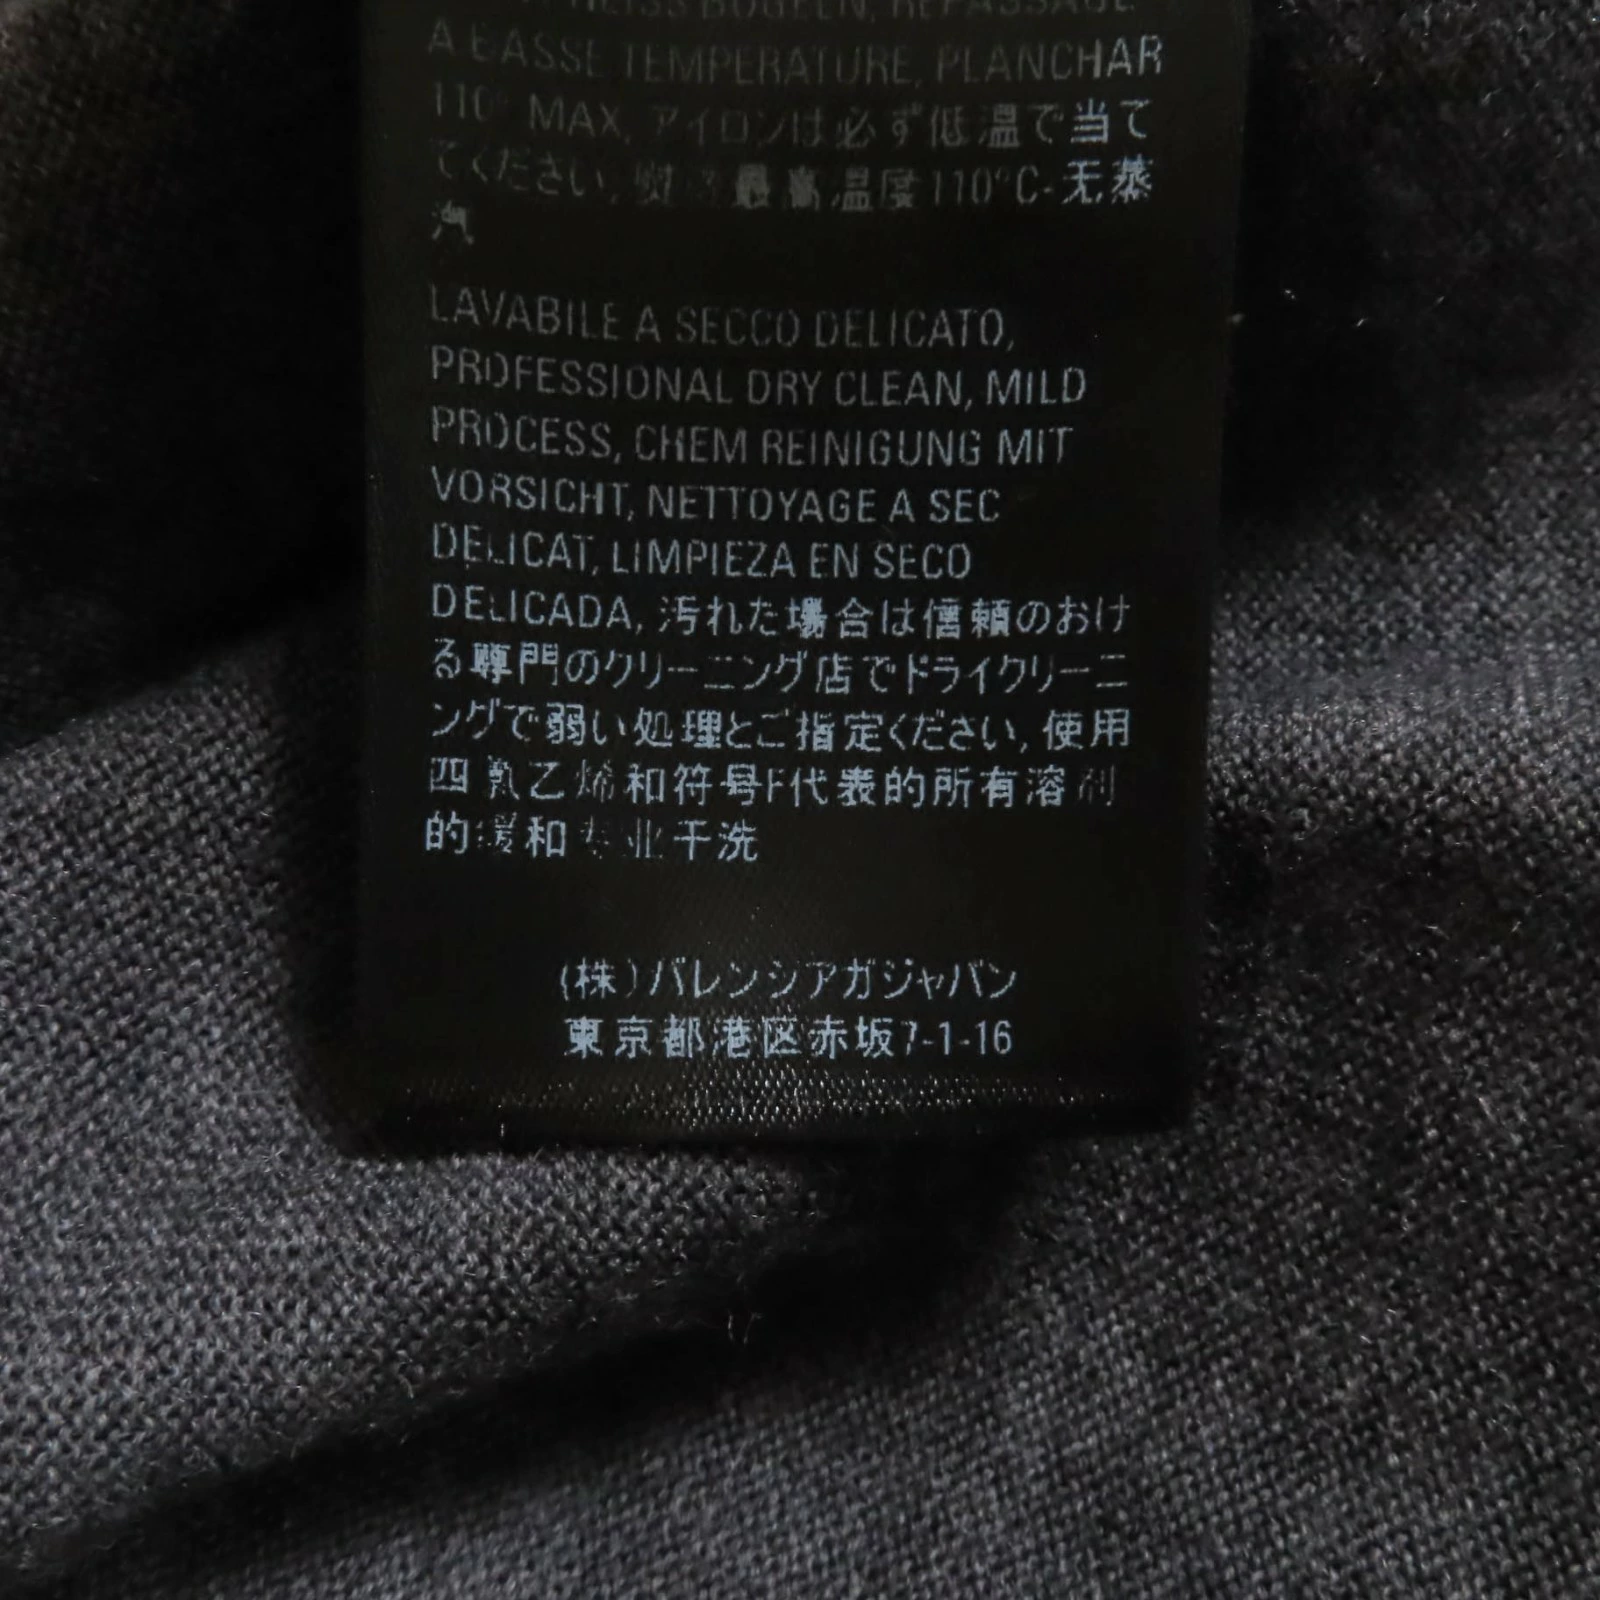 HEISS BÜGELN, REPASSAGE
A BASSE TEMPERATURE, PLANCHAR
110° MAX, アイロンは必ず低温で当て
てください, 熨 最高温度110°C-无蒸
汽
LAVABILE A SECCO DELICATO,
PROFESSIONAL DRY CLEAN, MILD
PROCESS, CHEM REINIGUNG MIT
VORSICHT, NETTOYAGE A SEC
DELICAT, LIMPIEZA EN SECO
DELICADA, 汚れた場合は信頼のおけ
る専門のクリーニング店でドライクリーニ
ングで弱い処理とご指定ください, 使用
四氯乙烯和符号F代表的所有溶剂
的缓和专业干洗
(株)バレンシアガジャパン
東京都港区赤坂7-1-16